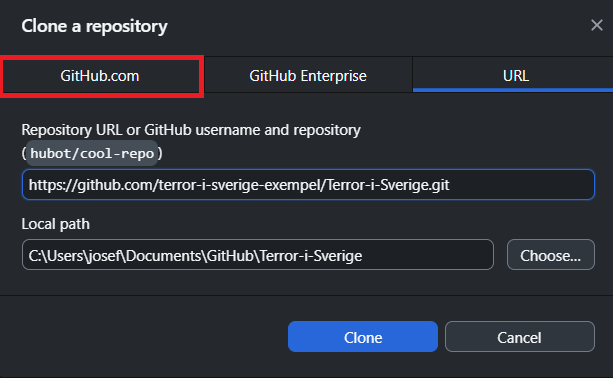 Clone a repository
GitHub.com
GitHub Enterprise
URL
Repository URL or GitHub username and repository
(hubot/cool-repo)
https://github.com/terror-i-sverige-exempel/Terror-i-Sverige.git
Local path
C:\Users\josef\Documents\GitHub\Terror-i-Sverige
Choose...
Clone
Cancel